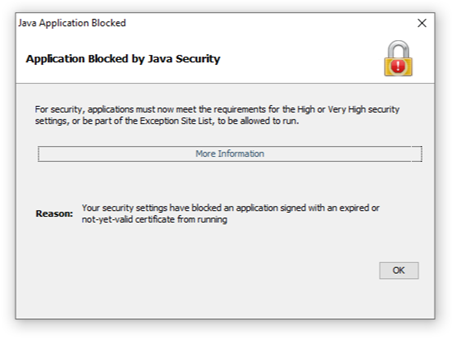 Java Application Blocked
Application Blocked by Java Security
For security, applications must now meet the requirements for the High or Very High security
settings, or be part of the Exception Site List, to be allowed to run.
More Information
Reason: Your security settings have blocked an application signed with an expired or
not-yet-valid certificate from running
OK